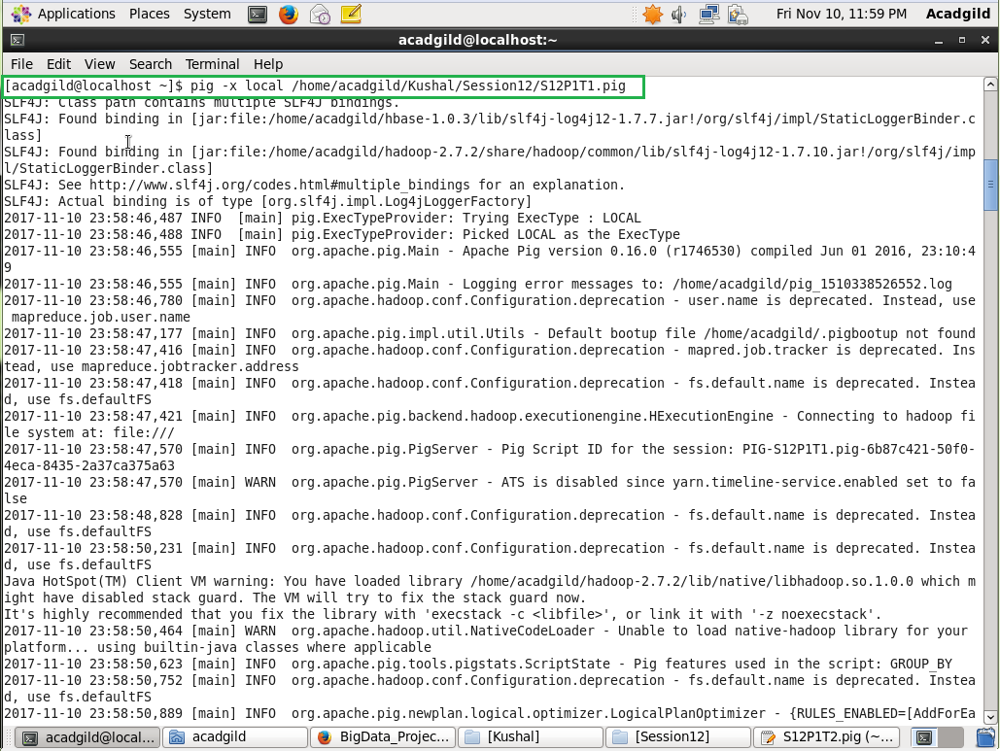 Applications Places System Fri Nov 10, 11:59 PM Acadgild
acadgild@localhost:~
File Edit View Search Terminal Help
[acadgild@localhost ~]$ pig -x local /home/acadgild/Kushal/Session12/S12P1T1.pig
SLF4J: Class path contains multiple SLF4J bindings.
SLF4J: Found binding in [jar:file:/home/acadgild/hbase-1.0.3/lib/slf4j-log4j12-1.7.7.jar!/org/slf4j/impl/StaticLoggerBinder.c
lass]
SLF4J: Found binding in [jar:file:/home/acadgild/hadoop-2.7.2/share/hadoop/common/lib/slf4j-log4j12-1.7.10.jar!/org/slf4j/imp
l/StaticLoggerBinder.class]
SLF4J: See http://www.slf4j.org/codes.html#multiple_bindings for an explanation.
SLF4J: Actual binding is of type [org.slf4j.impl.Log4jLoggerFactory]
2017-11-10 23:58:46,487 INFO  [main] pig.ExecTypeProvider: Trying ExecType : LOCAL
2017-11-10 23:58:46,488 INFO  [main] pig.ExecTypeProvider: Picked LOCAL as the ExecType
2017-11-10 23:58:46,555 [main] INFO  org.apache.pig.Main - Apache Pig version 0.16.0 (r1746530) compiled Jun 01 2016, 23:10:4
9
2017-11-10 23:58:46,555 [main] INFO  org.apache.pig.Main - Logging error messages to: /home/acadgild/pig_1510338526552.log
2017-11-10 23:58:46,780 [main] INFO  org.apache.hadoop.conf.Configuration.deprecation - user.name is deprecated. Instead, use
 mapreduce.job.user.name
2017-11-10 23:58:47,177 [main] INFO  org.apache.pig.impl.util.Utils - Default bootup file /home/acadgild/.pigbootup not found
2017-11-10 23:58:47,416 [main] INFO  org.apache.hadoop.conf.Configuration.deprecation - mapred.job.tracker is deprecated. Ins
tead, use mapreduce.jobtracker.address
2017-11-10 23:58:47,418 [main] INFO  org.apache.hadoop.conf.Configuration.deprecation - fs.default.name is deprecated. Instea
d, use fs.defaultFS
2017-11-10 23:58:47,421 [main] INFO  org.apache.pig.backend.hadoop.executionengine.HExecutionEngine - Connecting to hadoop fi
le system at: file:///
2017-11-10 23:58:47,570 [main] INFO  org.apache.pig.PigServer - Pig Script ID for the session: PIG-S12P1T1.pig-6b87c421-50f0-
4eca-8435-2a37ca375a63
2017-11-10 23:58:47,570 [main] WARN  org.apache.pig.PigServer - ATS is disabled since yarn.timeline-service.enabled set to fa
lse
2017-11-10 23:58:48,828 [main] INFO  org.apache.hadoop.conf.Configuration.deprecation - fs.default.name is deprecated. Instea
d, use fs.defaultFS
2017-11-10 23:58:50,231 [main] INFO  org.apache.hadoop.conf.Configuration.deprecation - fs.default.name is deprecated. Instea
d, use fs.defaultFS
Java HotSpot(TM) Client VM warning: You have loaded library /home/acadgild/hadoop-2.7.2/lib/native/libhadoop.so.1.0.0 which m
ight have disabled stack guard. The VM will try to fix the stack guard now.
It's highly recommended that you fix the library with 'execstack -c <libfile>', or link it with '-z noexecstack'.
2017-11-10 23:58:50,464 [main] WARN  org.apache.hadoop.util.NativeCodeLoader - Unable to load native-hadoop library for your
platform... using builtin-java classes where applicable
2017-11-10 23:58:50,623 [main] INFO  org.apache.pig.tools.pigstats.ScriptState - Pig features used in the script: GROUP_BY
2017-11-10 23:58:50,752 [main] INFO  org.apache.hadoop.conf.Configuration.deprecation - fs.default.name is deprecated. Instea
d, use fs.defaultFS
2017-11-10 23:58:50,889 [main] INFO  org.apache.pig.newplan.logical.optimizer.LogicalPlanOptimizer - {RULES_ENABLED=[AddForEa
acadgild@local... acadgild BigData_Projec... [Kushal] [Session12] S12P1T2.pig (~...